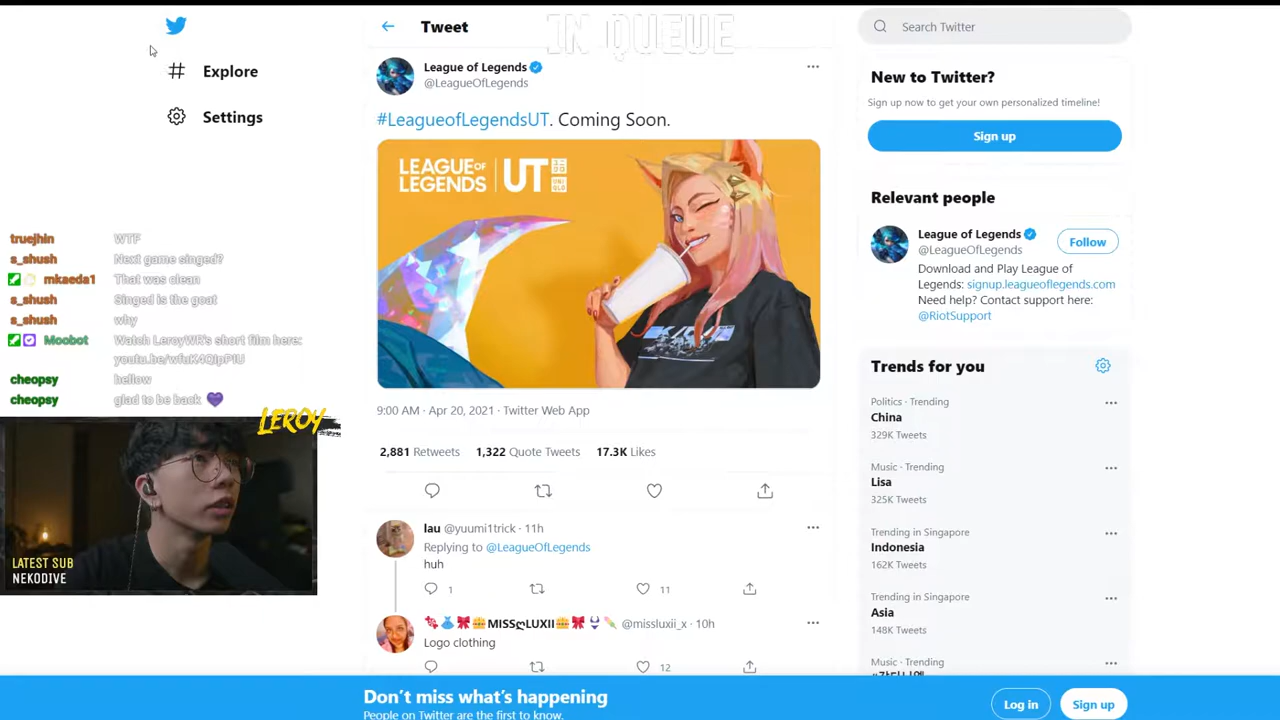 IN QUEUE
Explore
Settings
Tweet
League of Legends
@LeagueOfLegends
#LeagueofLegendsUT. Coming Soon.
LEAGUE OF
LEGENDS
UT
UNI
QLO
9:00 AM · Apr 20, 2021 · Twitter Web App
2,881 Retweets 1,322 Quote Tweets 17.3K Likes
lau @yuumi1trick · 11h
Replying to @LeagueOfLegends
huh
1
11
MISSLUXII @missluxii_x · 10h
Logo clothing
12
Search Twitter
New to Twitter?
Sign up now to get your own personalized timeline!
Sign up
Relevant people
League of Legends
@LeagueOfLegends
Follow
Download and Play League of
Legends: signup.leagueoflegends.com
Need help? Contact support here:
@RiotSupport
Trends for you
Politics · Trending
China
329K Tweets
Music · Trending
Lisa
325K Tweets
Trending in Singapore
Indonesia
162K Tweets
Trending in Singapore
Asia
148K Tweets
Music · Trending
truejhin WTF
s_shush Next game singed?
mkaeda1 That was clean
s_shush Singed is the goat
s_shush why
Moobot Watch LeroyWR's short film here:
cheopsy hellow
cheopsy glad to be back
LEROY
LATEST SUB
NEKODIVE
Don't miss what's happening
People on Twitter are the first to know.
Log in
Sign up